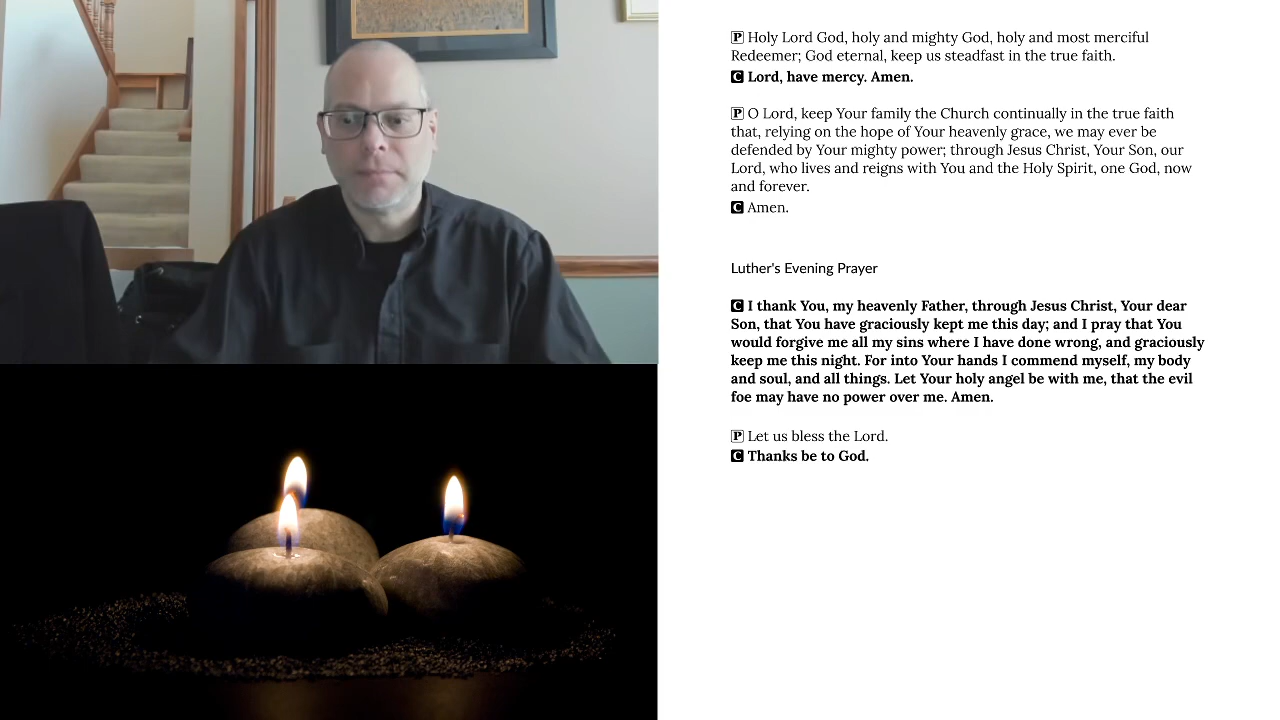 P Holy Lord God, holy and mighty God, holy and most merciful
Redeemer; God eternal, keep us steadfast in the true faith.
C Lord, have mercy. Amen.
P O Lord, keep Your family the Church continually in the true faith
that, relying on the hope of Your heavenly grace, we may ever be
defended by Your mighty power; through Jesus Christ, Your Son, our
Lord, who lives and reigns with You and the Holy Spirit, one God, now
and forever.
C Amen.
Luther's Evening Prayer
C I thank You, my heavenly Father, through Jesus Christ, Your dear
Son, that You have graciously kept me this day; and I pray that You
would forgive me all my sins where I have done wrong, and graciously
keep me this night. For into Your hands I commend myself, my body
and soul, and all things. Let Your holy angel be with me, that the evil
foe may have no power over me. Amen.
P Let us bless the Lord.
C Thanks be to God.